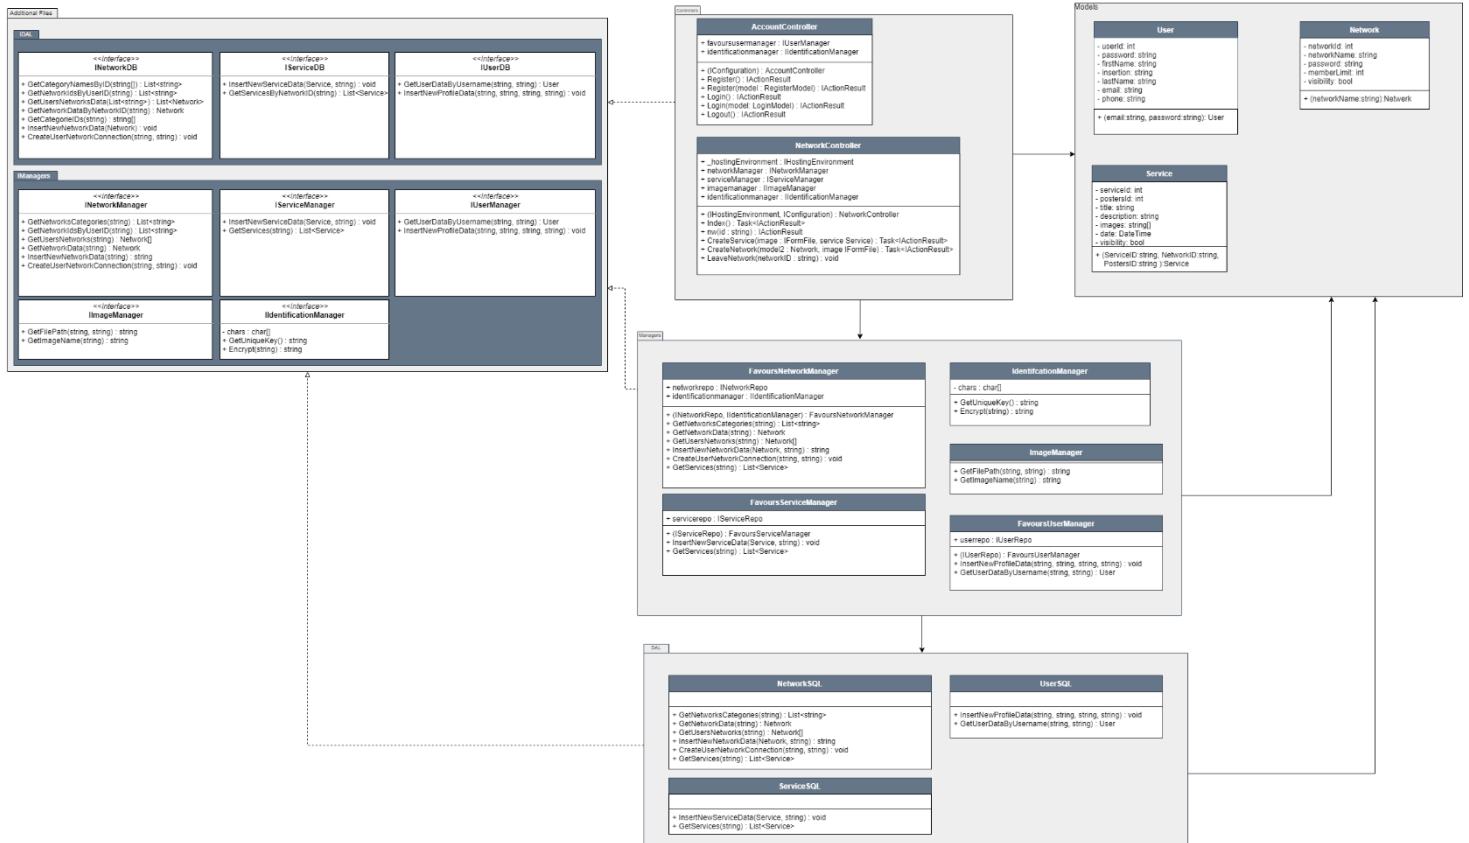 Additional Files
IDAL
<<Interface>>
INetworkDB
+ GetCategoryNamesByID(string[]) : List<string>
+ GetNetworkIdsByUserID(string) : List<string>
+ GetUsersNetworksData(List<string>) : List<Network>
+ GetNetworkDataByNetworkID(string) : Network
+ GetCategorieIDs(string) : string[]
+ InsertNewNetworkData(Network) : void
+ CreateUserNetworkConnection(string, string) : void
<<Interface>>
IServiceDB
+ InsertNewServiceData(Service, string) : void
+ GetServicesByNetworkID(string) : List<Service>
<<Interface>>
IUserDB
+ GetUserDataByUsername(string, string) : User
+ InsertNewProfileData(string, string, string, string) : void
IManagers
<<Interface>>
INetworkManager
+ GetNetworksCategories(string) : List<string>
+ GetNetworkIdsByUserID(string) : List<string>
+ GetUsersNetworks(string) : Network[]
+ GetNetworkData(string) : Network
+ InsertNewNetworkData(string) : string
+ CreateUserNetworkConnection(string, string) : void
<<Interface>>
IServiceManager
+ InsertNewServiceData(Service, string) : void
+ GetServices(string) : List<Service>
<<Interface>>
IUserManager
+ GetUserDataByUsername(string, string) : User
+ InsertNewProfileData(string, string, string, string) : void
<<Interface>>
IImageManager
+ GetFilePath(string, string) : string
+ GetImageName(string) : string
<<Interface>>
IIdentificationManager
- chars : char[]
+ GetUniqueKey() : string
+ Encrypt(string) : string
Controllers
AccountController
+ favoursusermanager : IUserManager
+ identificationmanager : IIdentificationManager
+ (IConfiguration) : AccountController
+ Register() : IActionResult
+ Register(model : RegisterModel) : IActionResult
+ Login() : IActionResult
+ Login(model: LoginModel) : IActionResult
+ Logout() : IActionResult
NetworkController
+ _hostingEnvironment : IHostingEnvironment
+ networkManager : INetworkManager
+ serviceManager : IServiceManager
+ imagemanager : IImageManager
+ identificationmanager : IIdentificationManager
+ (IHostingEnvironment, IConfiguration) : NetworkController
+ Index() : Task<IActionResult>
+ nw(id : string) : IActionResult
+ CreateService(image : IFormFile, service Service) : Task<IActionResult>
+ CreateNetwork(model2 : Network, image IFormFile) : Task<IActionResult>
+ LeaveNetwork(networkID : string) : void
Models
User
- userId: int
- password: string
- firstName: string
- insertion: string
- lastName: string
- email: string
- phone: string
+ (email:string, password:string): User
Network
- networkId: int
- networkName: string
- password: string
- memberLimit: int
- visibility: bool
+ (networkName:string):Network
Service
- serviceId: int
- postersId: int
- title: string
- description: string
- images: string[]
- date: DateTime
- visibility: bool
+ (ServiceID:string, NetworkID:string,
PostersID:string ):Service
Managers
FavoursNetworkManager
+ networkrepo : INetworkRepo
+ identificationmanager : IIdentificationManager
+ (INetworkRepo, IIdentificationManager) : FavoursNetworkManager
+ GetNetworksCategories(string) : List<string>
+ GetNetworkData(string) : Network
+ GetUsersNetworks(string) : Network[]
+ InsertNewNetworkData(Network, string) : string
+ CreateUserNetworkConnection(string, string) : void
+ GetServices(string) : List<Service>
IdentifcationManager
- chars : char[]
+ GetUniqueKey() : string
+ Encrypt(string) : string
ImageManager
+ GetFilePath(string, string) : string
+ GetImageName(string) : string
FavoursServiceManager
+ servicerepo : IServiceRepo
+ (IServiceRepo) : FavoursServiceManager
+ InsertNewServiceData(Service, string) : void
+ GetServices(string) : List<Service>
FavoursUserManager
+ userrepo : IUserRepo
+ (IUserRepo) : FavoursUserManager
+ InsertNewProfileData(string, string, string, string) : void
+ GetUserDataByUsername(string, string) : User
DAL
NetworkSQL
+ GetNetworksCategories(string) : List<string>
+ GetNetworkData(string) : Network
+ GetUsersNetworks(string) : Network[]
+ InsertNewNetworkData(Network, string) : string
+ CreateUserNetworkConnection(string, string) : void
+ GetServices(string) : List<Service>
UserSQL
+ InsertNewProfileData(string, string, string, string) : void
+ GetUserDataByUsername(string, string) : User
ServiceSQL
+ InsertNewServiceData(Service, string) : void
+ GetServices(string) : List<Service>